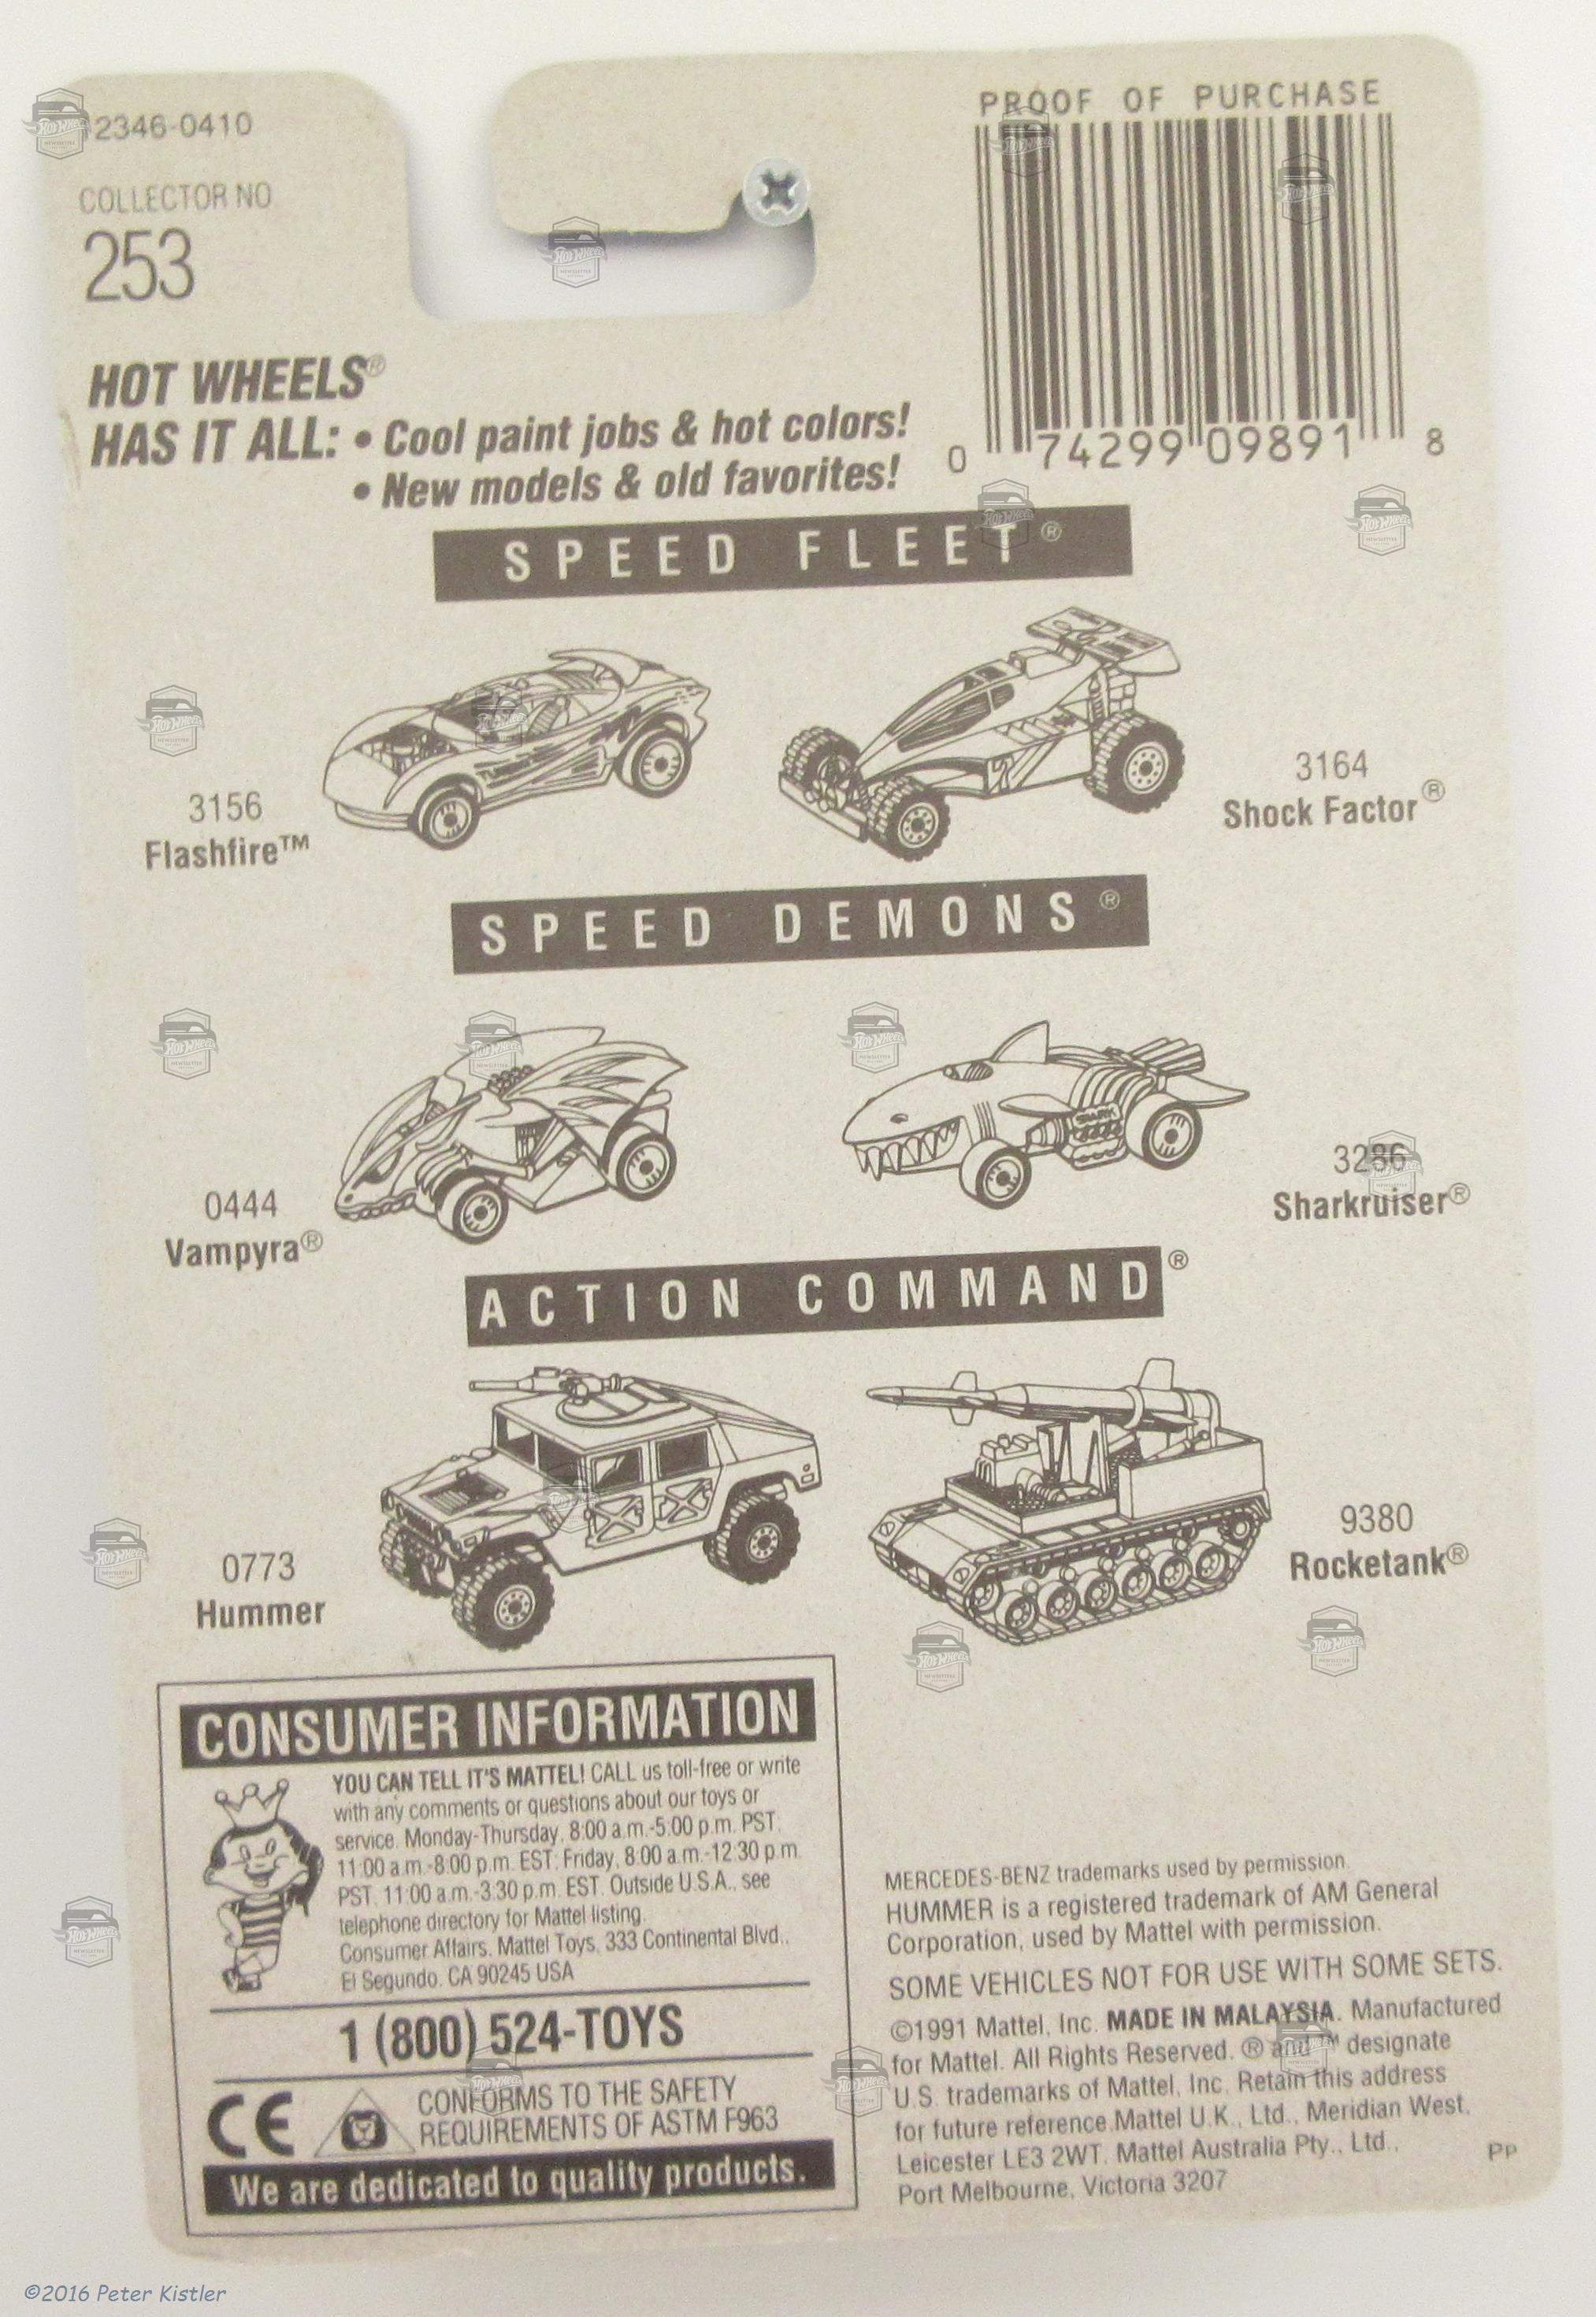 12346-0410
COLLECTOR NO
253
PROOF OF PURCHASE
0 74299 09891 8
HOT WHEELS®
HAS IT ALL: • Cool paint jobs & hot colors!
• New models & old favorites!
SPEED FLEET®
3156
Flashfire™
3164
Shock Factor®
SPEED DEMONS®
0444
Vampyra®
SHARK
3286
Sharkruiser®
ACTION COMMAND®
0773
Hummer
9380
Rocketank®
CONSUMER INFORMATION
YOU CAN TELL IT'S MATTEL! CALL us toll-free or write
with any comments or questions about our toys or
service. Monday-Thursday, 8:00 a.m.-5:00 p.m. PST;
11:00 a.m.-8:00 p.m. EST; Friday, 8:00 a.m.-12:30 p.m.
PST, 11:00 a.m.-3:30 p.m. EST. Outside U.S.A., see
telephone directory for Mattel listing.
Consumer Affairs, Mattel Toys, 333 Continental Blvd.,
El Segundo, CA 90245 USA
1 (800) 524-TOYS
CE
CONFORMS TO THE SAFETY
REQUIREMENTS OF ASTM F963
We are dedicated to quality products.
MERCEDES-BENZ trademarks used by permission.
HUMMER is a registered trademark of AM General
Corporation, used by Mattel with permission.
SOME VEHICLES NOT FOR USE WITH SOME SETS.
©1991 Mattel, Inc. MADE IN MALAYSIA. Manufactured
for Mattel. All Rights Reserved. ® and ™ designate
U.S. trademarks of Mattel, Inc. Retain this address
for future reference.Mattel U.K., Ltd., Meridian West,
Leicester LE3 2WT. Mattel Australia Pty., Ltd.,
Port Melbourne, Victoria 3207
PP
©2016 Peter Kistler